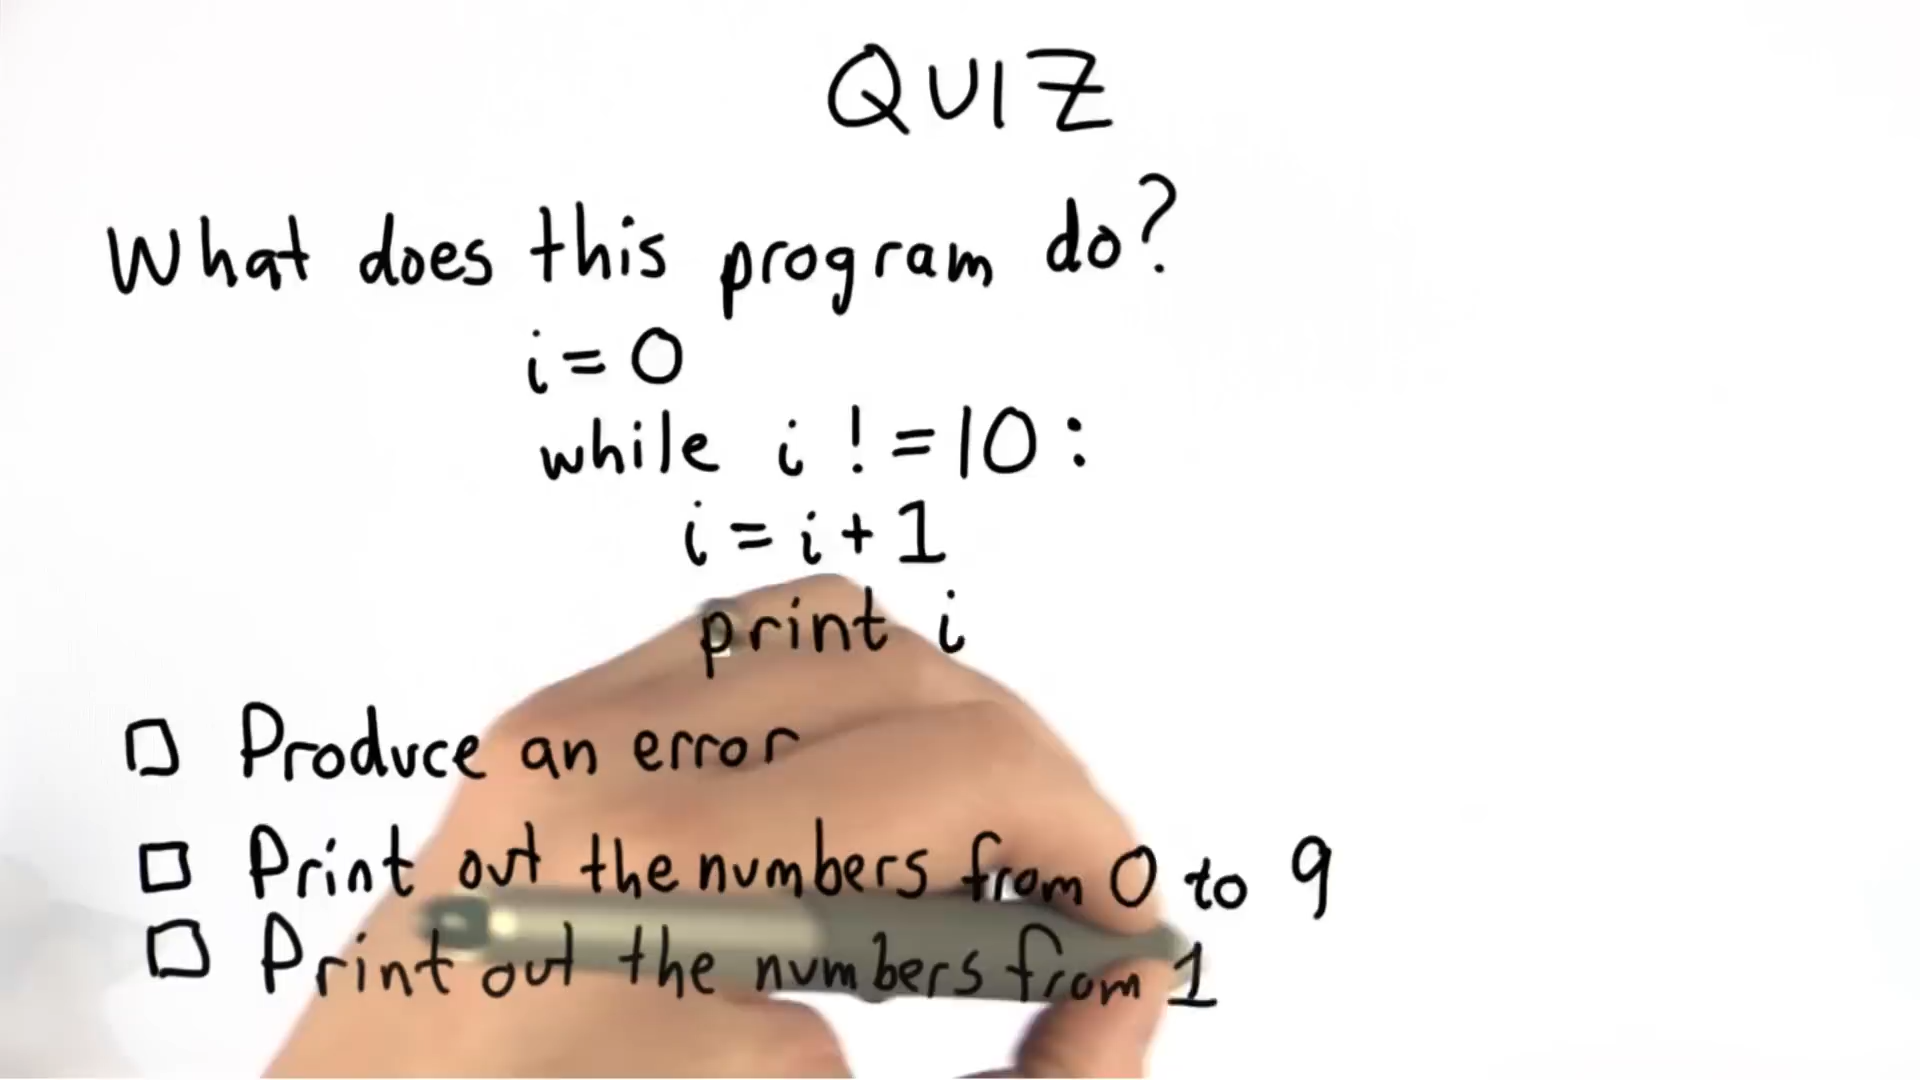 QUIZ
What does this program do?
i = 0
while i != 10:
i = i + 1
print i
Produce an error
Print out the numbers from 0 to 9
Print out the numbers from 1